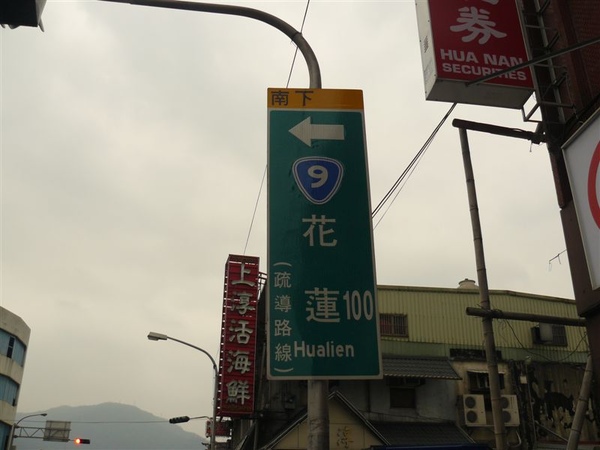 南下
9
花蓮 100
(疏導路線)
Hualien
券
HUA NAN
SECURITIES
上淳活海鮮